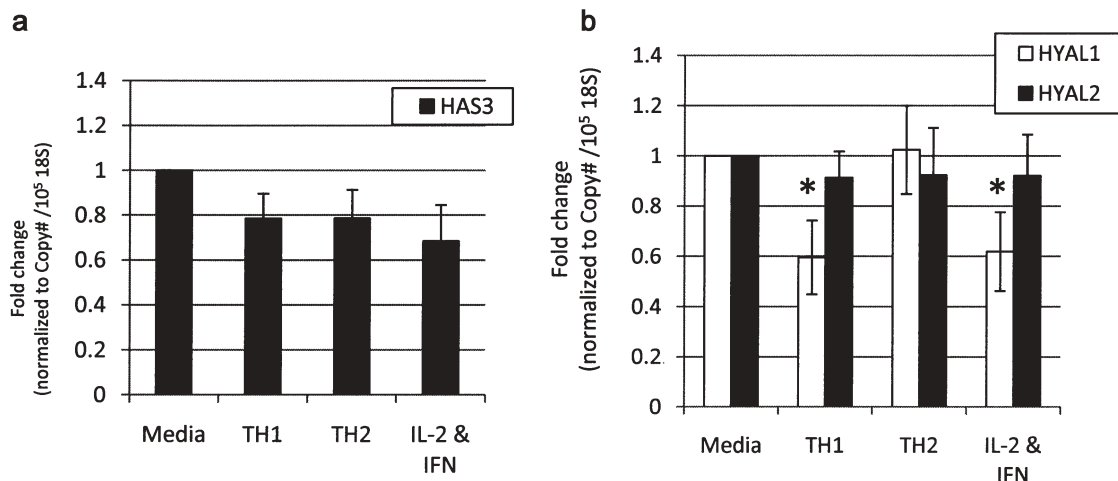 a
1.4
1.2
1
0.8
0.6
0.4
0.2
0
Fold change
(normalized to Copy# /10⁵ 18S)
HAS3
Media TH1 TH2 IL-2 &
IFN
b
1.4
1.2
1
0.8
0.6
0.4
0.2
0
Fold change
(normalized to Copy# /10⁵ 18S)
HYAL1
HYAL2
* *
Media TH1 TH2 IL-2 &
IFN